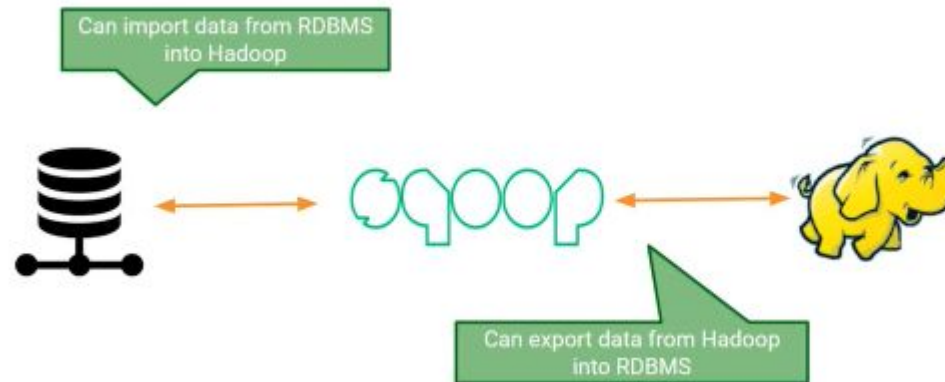 Can import data from RDBMS
into Hadoop
sqoop
Can export data from Hadoop
into RDBMS